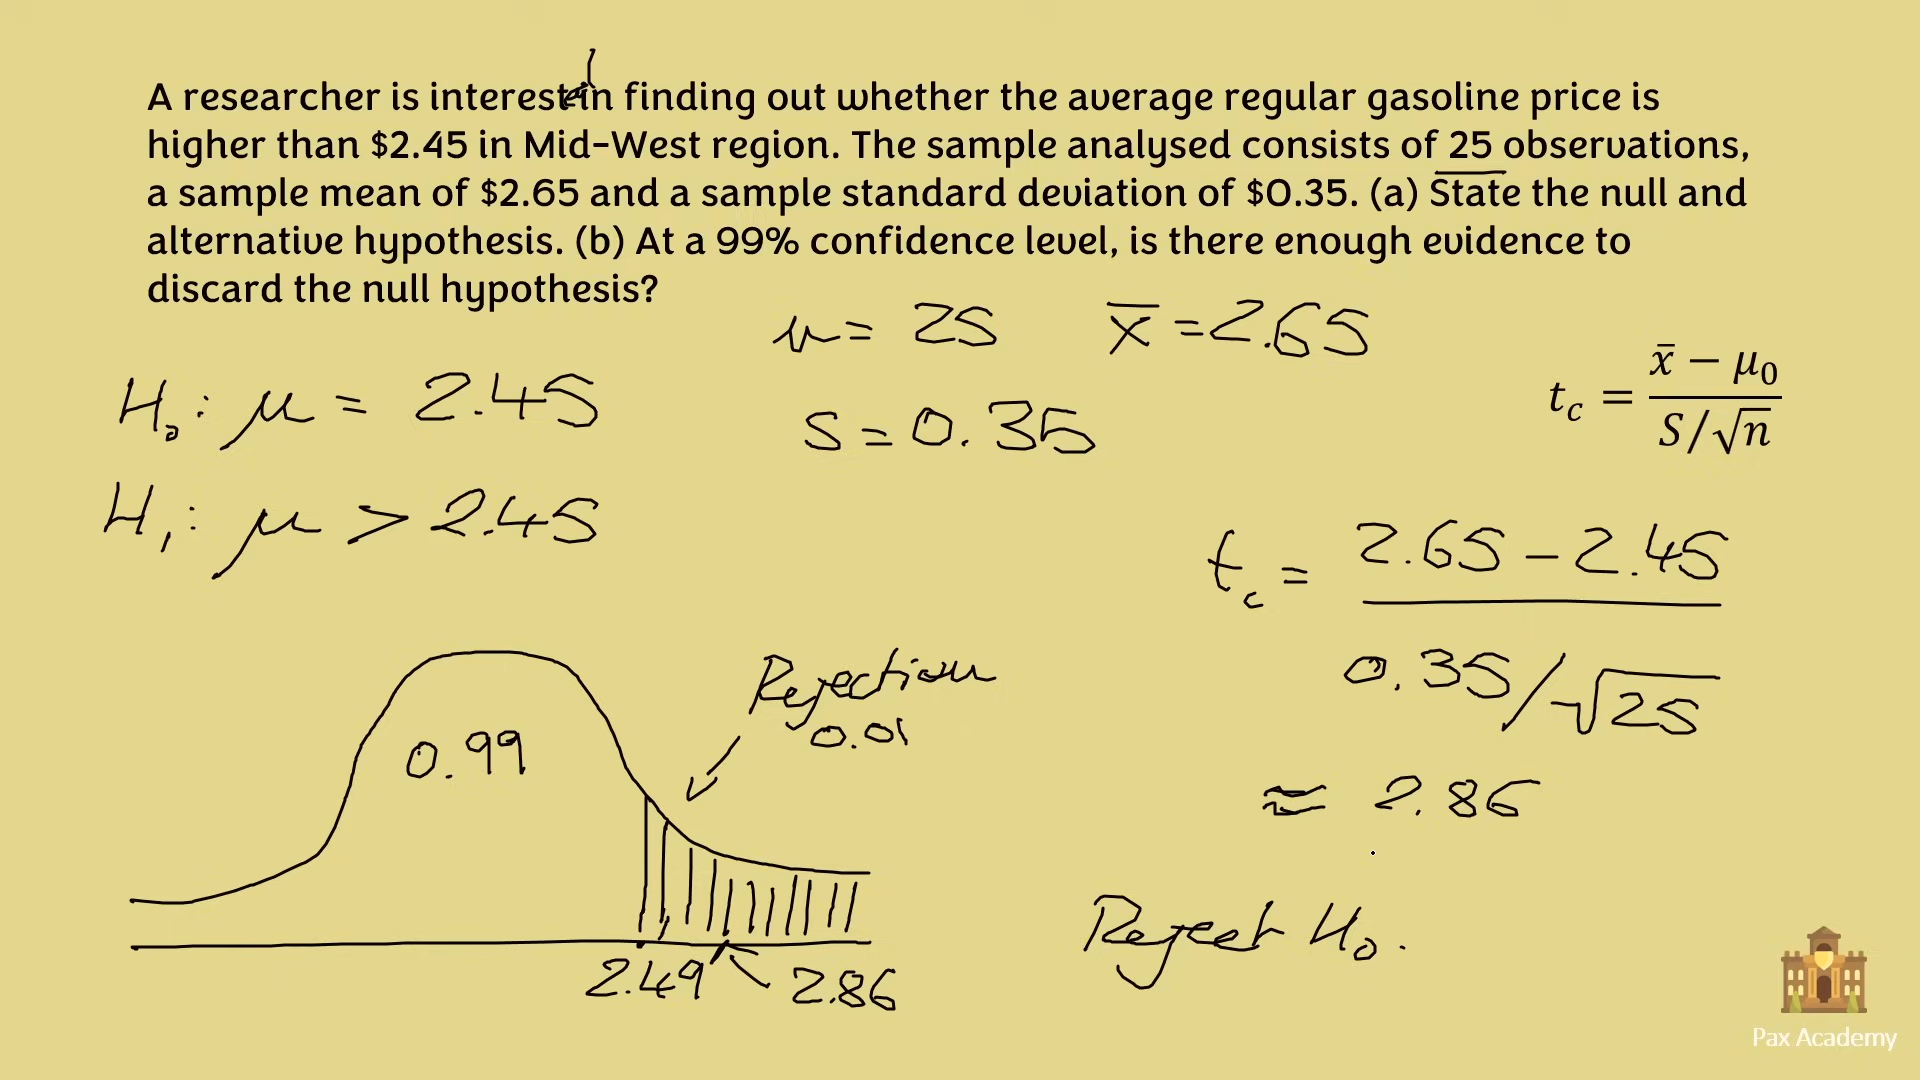 A researcher is interest in finding out whether the average regular gasoline price is
higher than $2.45 in Mid-West region. The sample analysed consists of 25 observations,
a sample mean of $2.65 and a sample standard deviation of $0.35. (a) State the null and
alternative hypothesis. (b) At a 99% confidence level, is there enough evidence to
discard the null hypothesis?
n = 25 x̄ = 2.65
s = 0.35
H₀: μ = 2.45
H₁: μ > 2.45
t_c = (x̄ − μ₀) / (S/√n)
t_c = (2.65 − 2.45) / (0.35/√25)
≈ 2.86
Reject H₀.
Rejection
0.01
0.99
2.49 2.86
Pax Academy